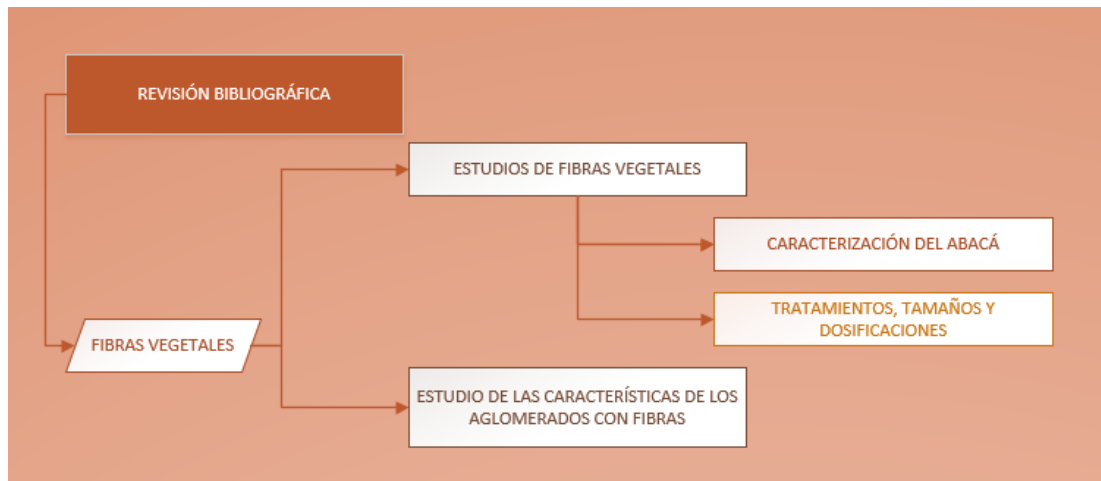 REVISIÓN BIBLIOGRÁFICA
ESTUDIOS DE FIBRAS VEGETALES
CARACTERIZACIÓN DEL ABACÁ
TRATAMIENTOS, TAMAÑOS Y
DOSIFICACIONES
FIBRAS VEGETALES
ESTUDIO DE LAS CARACTERÍSTICAS DE LOS
AGLOMERADOS CON FIBRAS